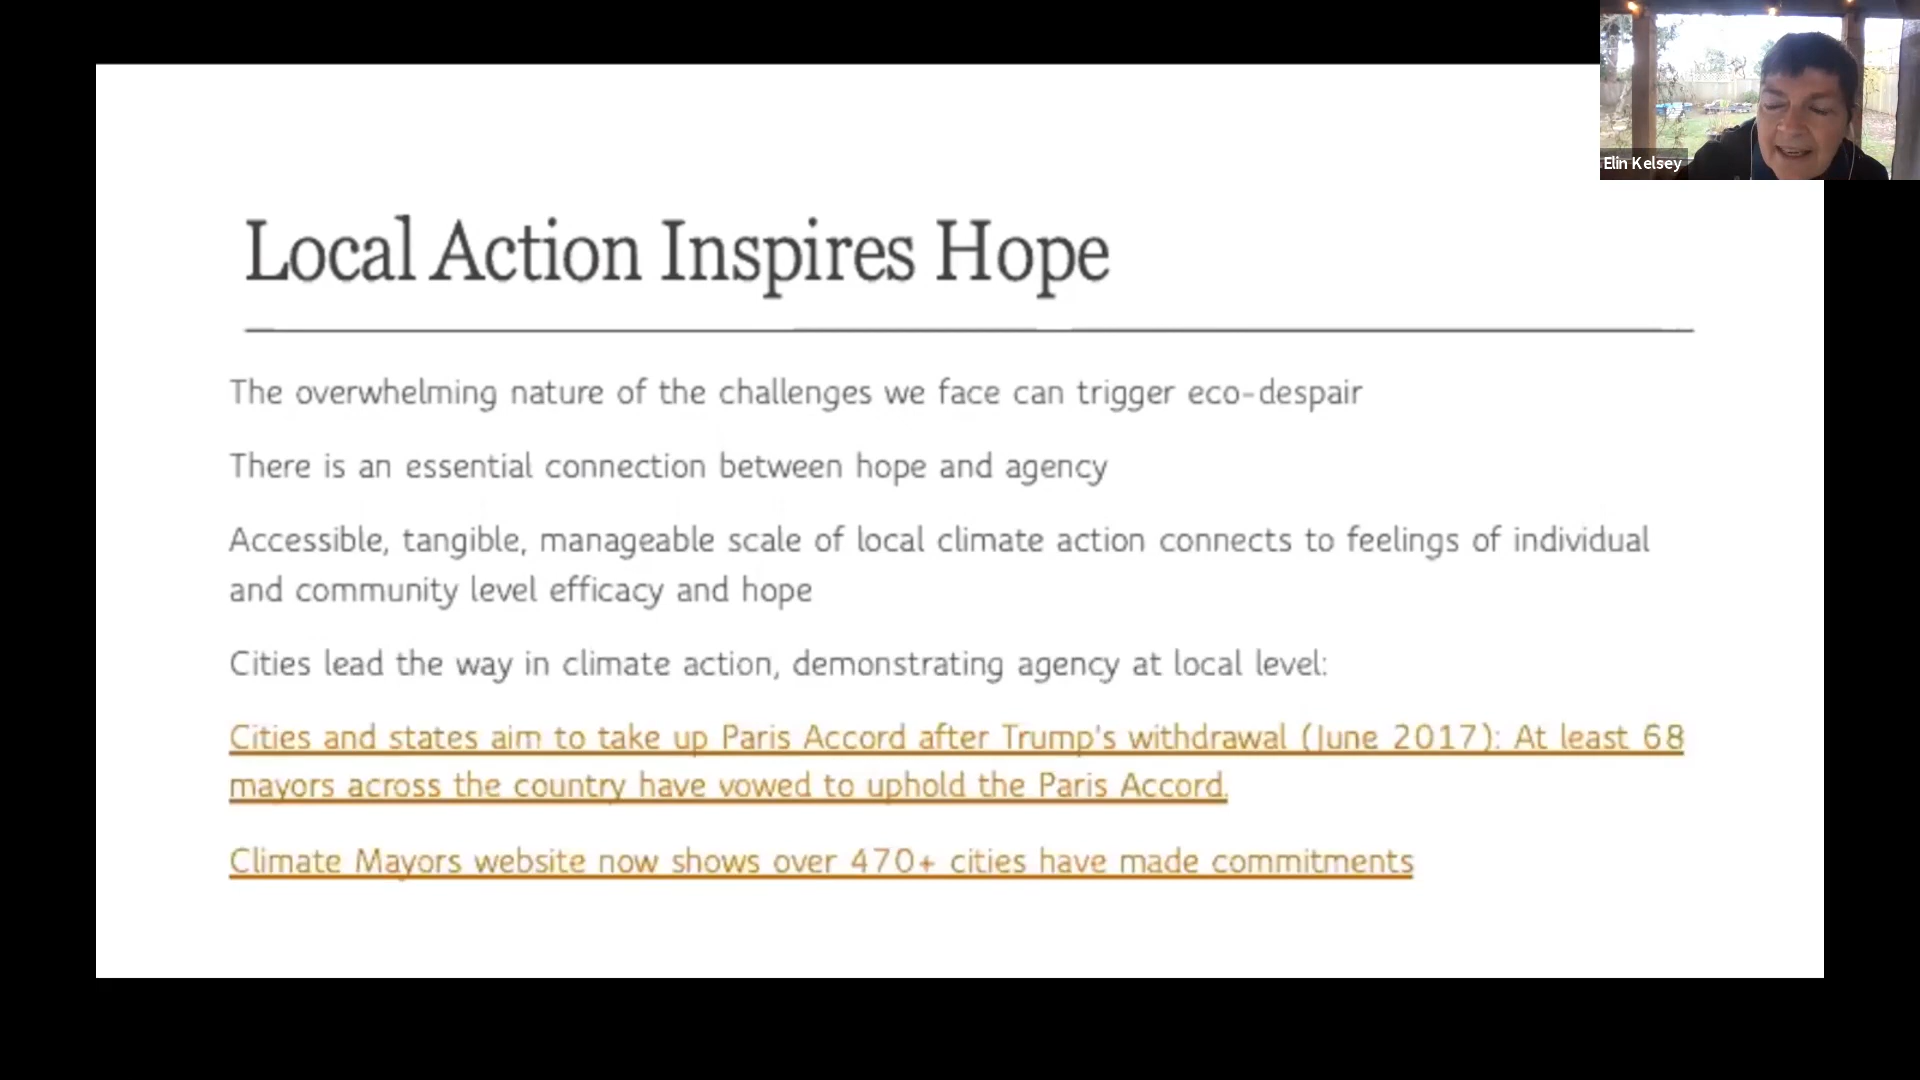 Elin Kelsey
Local Action Inspires Hope
The overwhelming nature of the challenges we face can trigger eco-despair
There is an essential connection between hope and agency
Accessible, tangible, manageable scale of local climate action connects to feelings of individual
and community level efficacy and hope
Cities lead the way in climate action, demonstrating agency at local level:
Cities and states aim to take up Paris Accord after Trump's withdrawal (June 2017): At least 68
mayors across the country have vowed to uphold the Paris Accord.
Climate Mayors website now shows over 470+ cities have made commitments